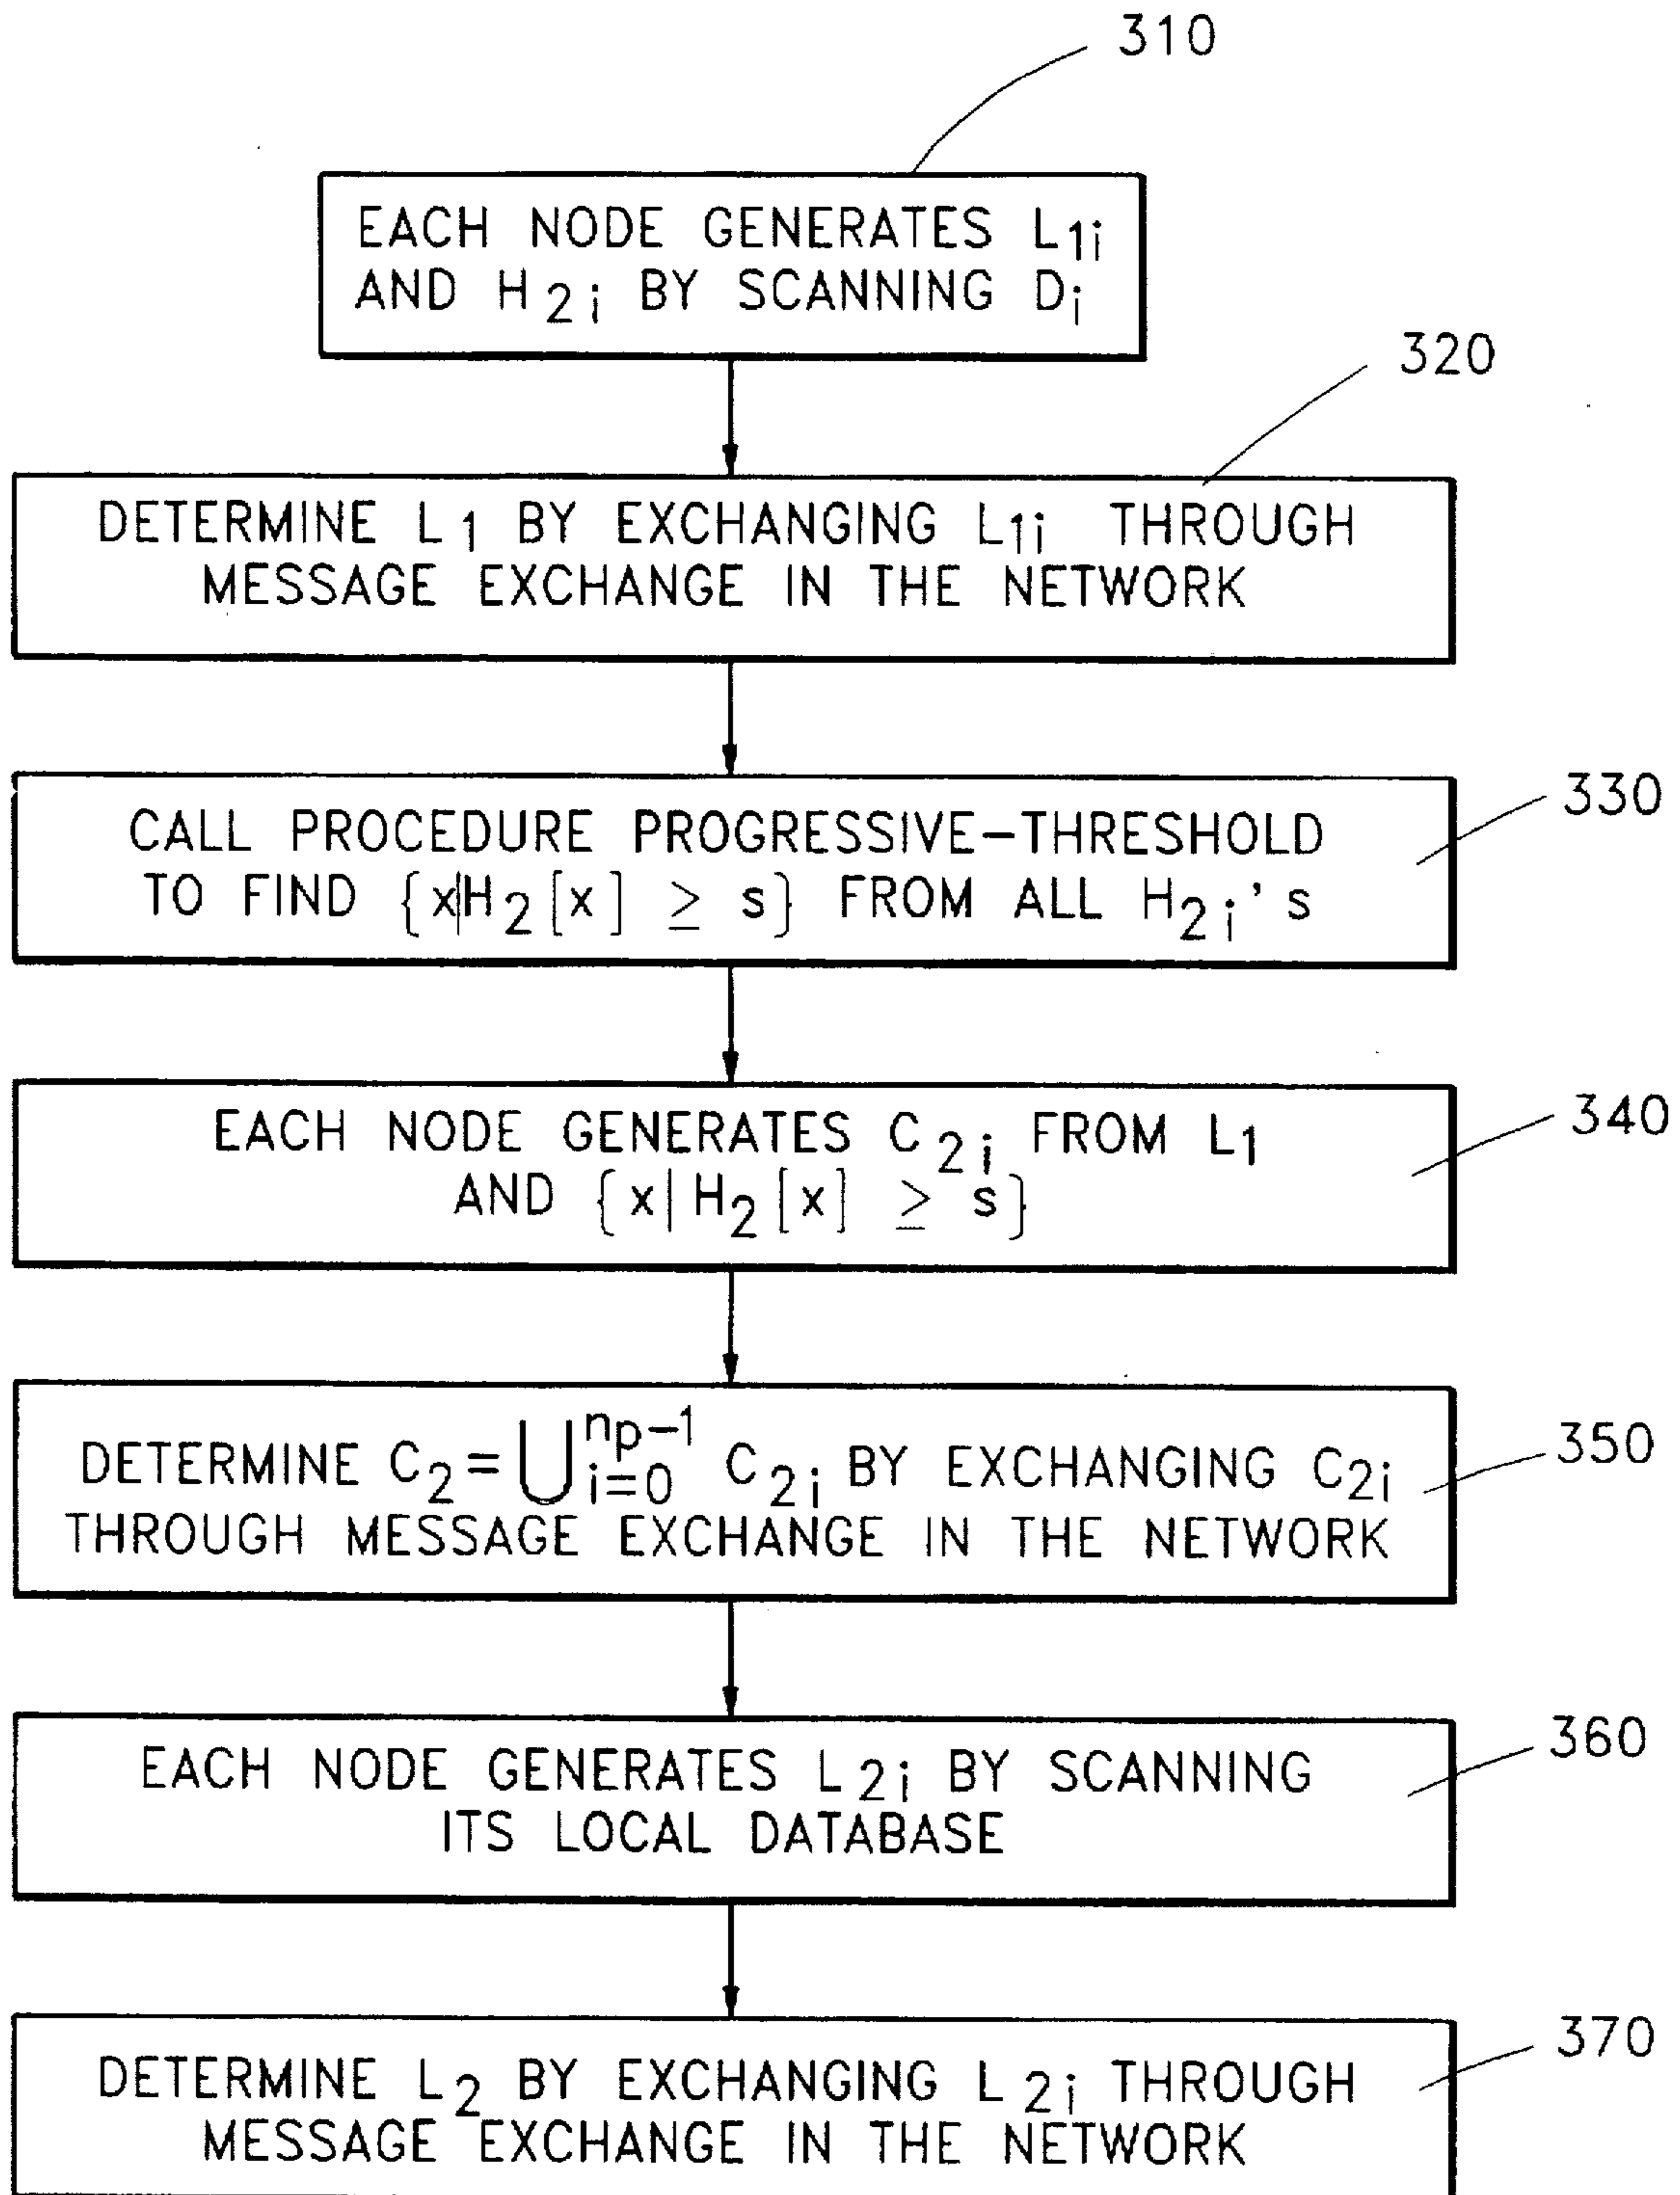 310
EACH NODE GENERATES L1i
AND H2i BY SCANNING Di
320
DETERMINE L1 BY EXCHANGING L1i THROUGH
MESSAGE EXCHANGE IN THE NETWORK
330
CALL PROCEDURE PROGRESSIVE-THRESHOLD
TO FIND {x|H2[x] ≥ s} FROM ALL H2i's
340
EACH NODE GENERATES C2i FROM L1
AND {x|H2[x] ≥ s}
350
DETERMINE C2 = ⋃ i=0 np-1 C2i BY EXCHANGING C2i
THROUGH MESSAGE EXCHANGE IN THE NETWORK
360
EACH NODE GENERATES L2i BY SCANNING
ITS LOCAL DATABASE
370
DETERMINE L2 BY EXCHANGING L2i THROUGH
MESSAGE EXCHANGE IN THE NETWORK